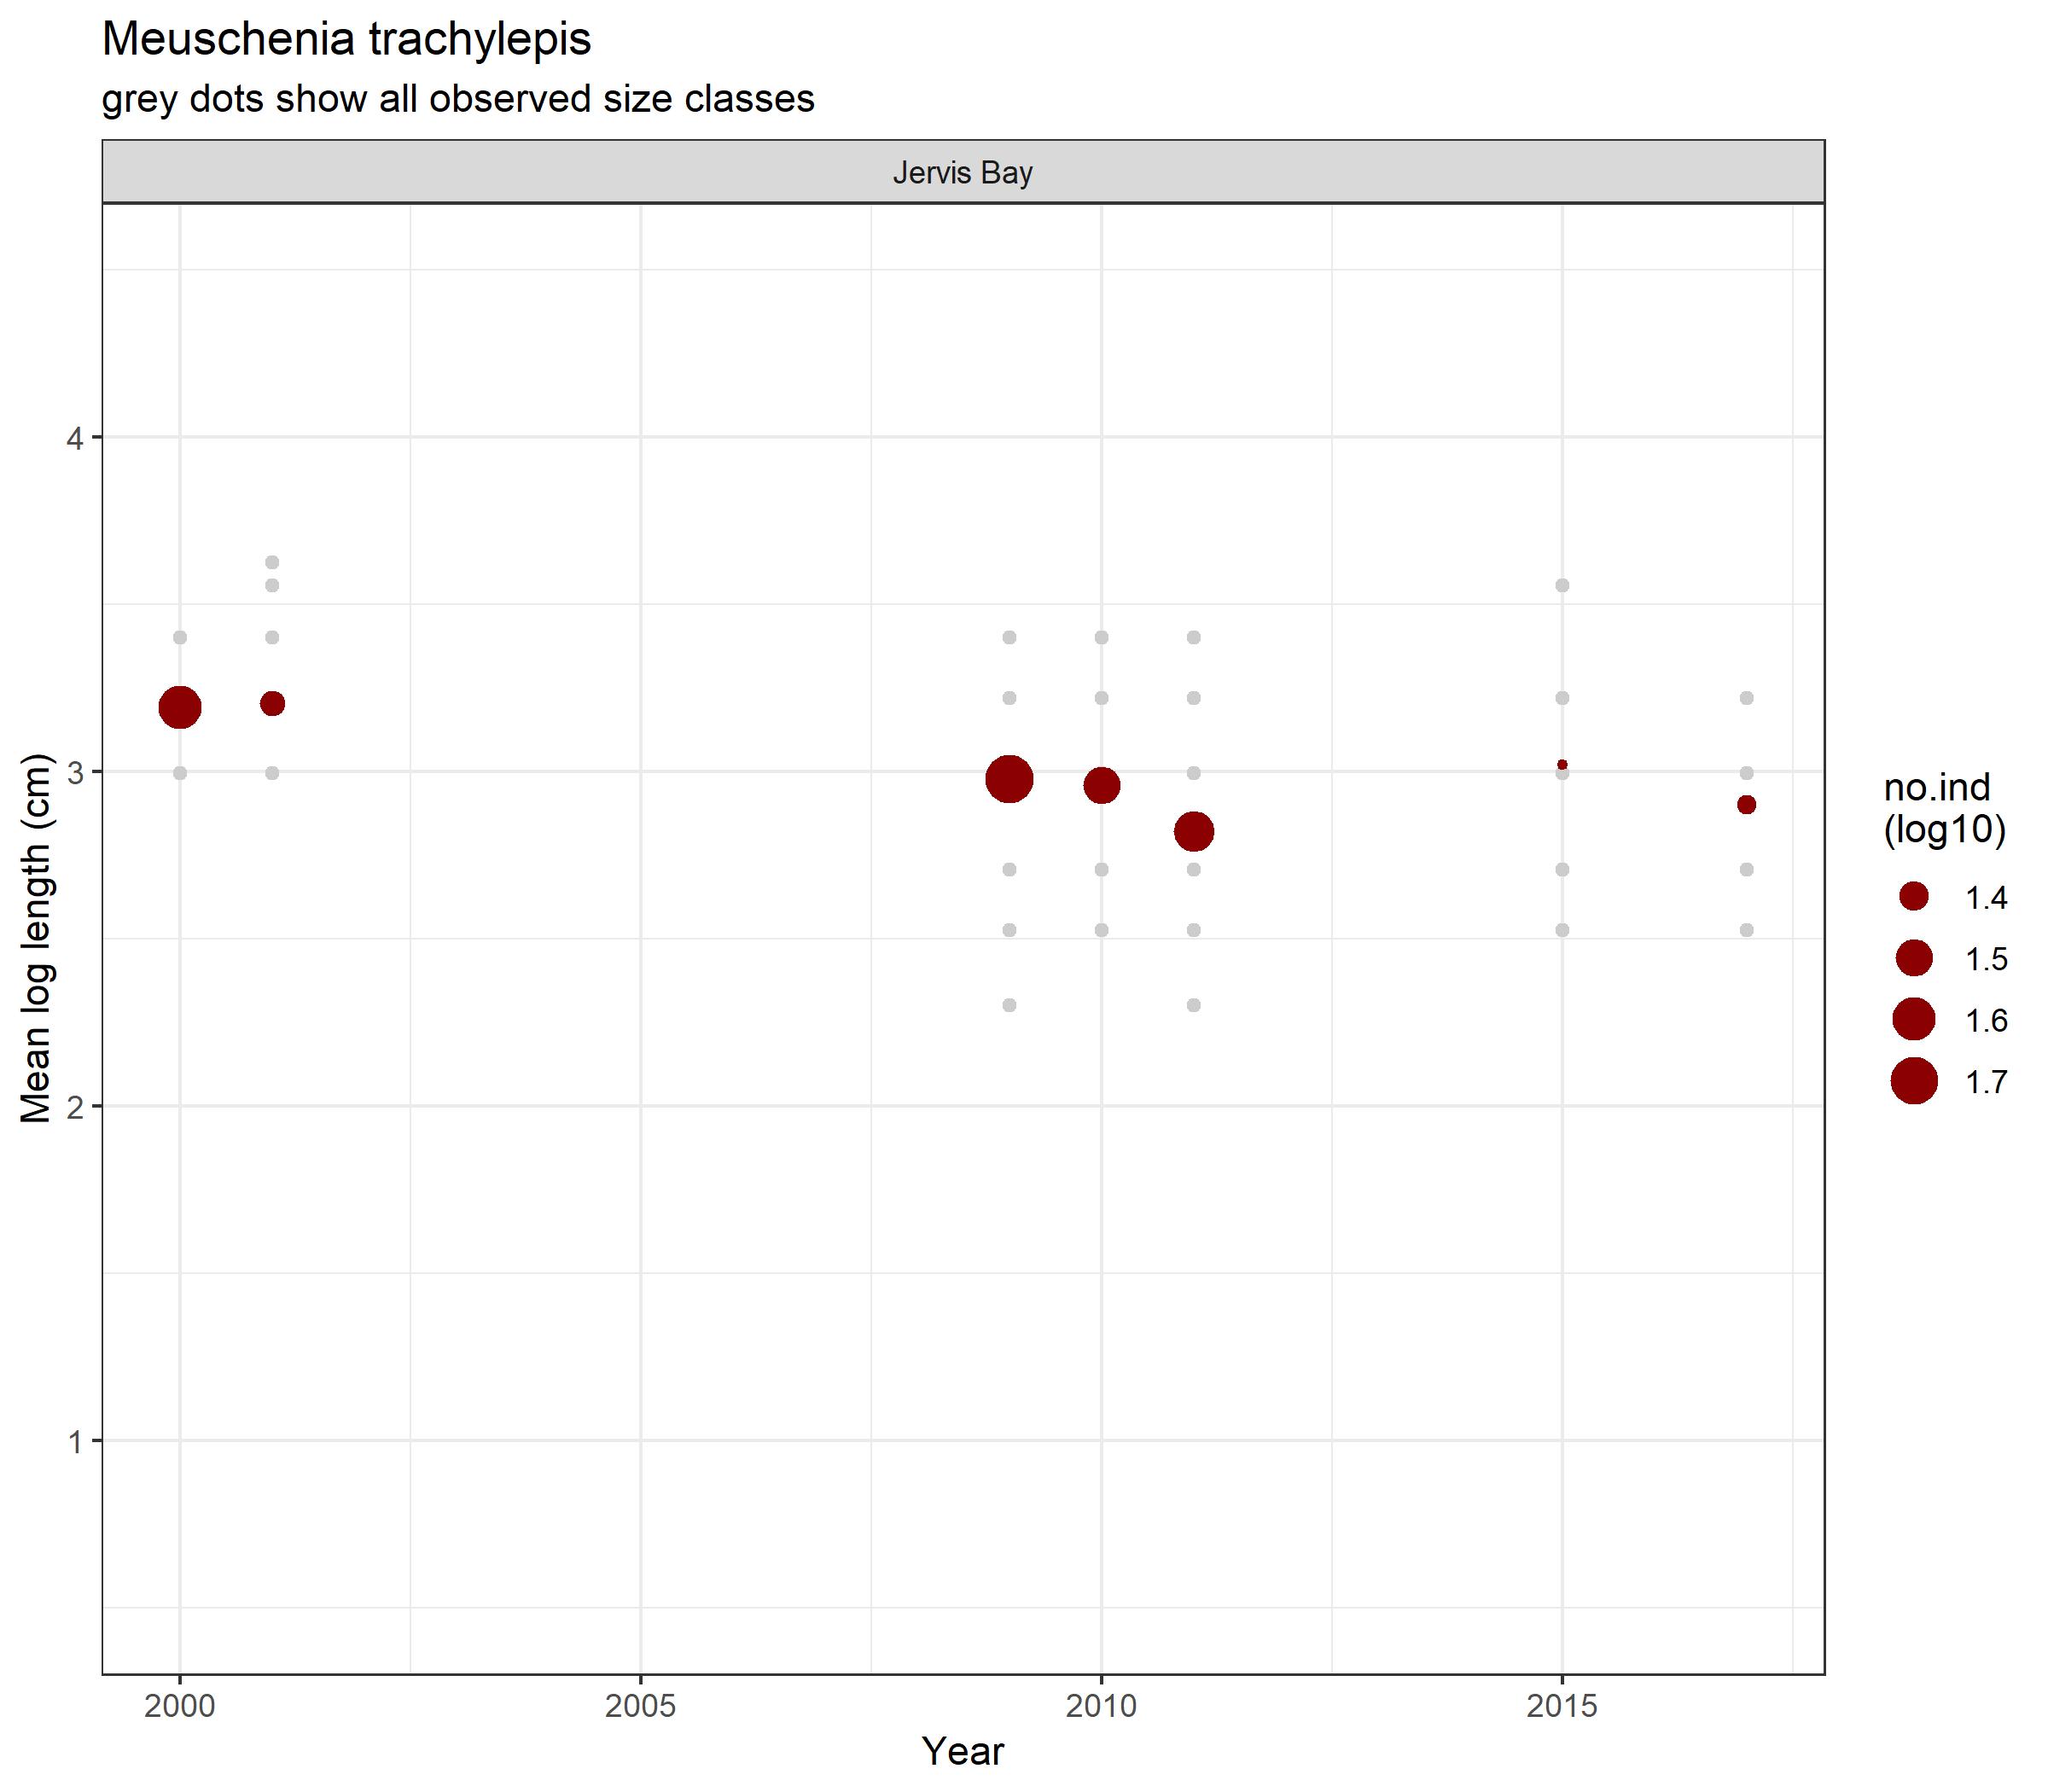 Meuschenia trachylepis
grey dots show all observed size classes
Jervis Bay
Mean log length (cm)
4
3
2
1
2000
2005
2010
2015
Year
no.ind
(log10)
1.4
1.5
1.6
1.7